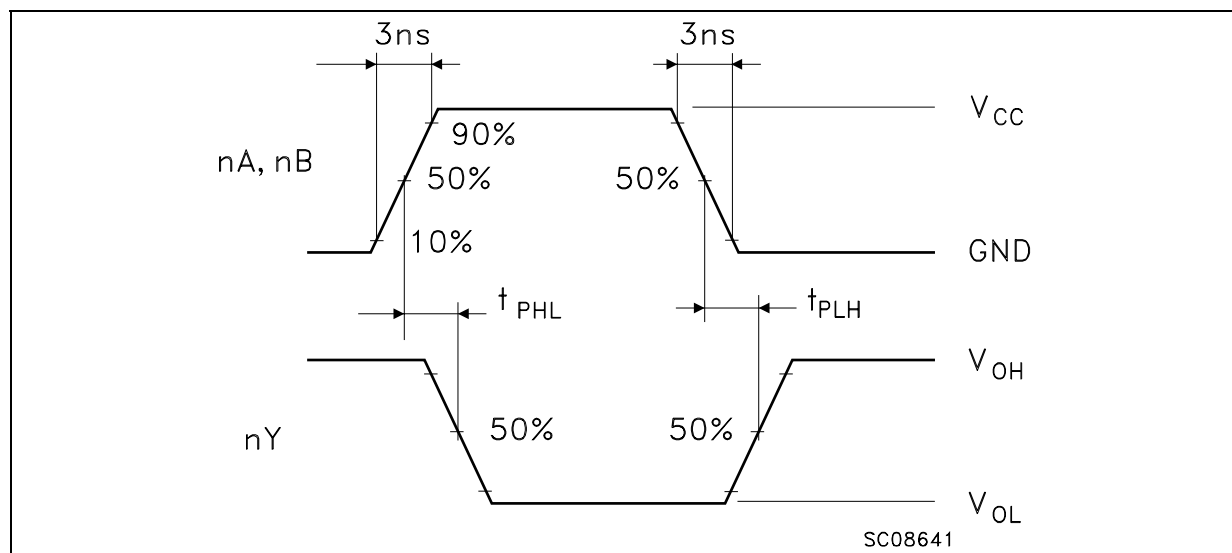 3ns 3ns
V_CC
90%
nA, nB
50% 50%
10%
GND
t_PHL t_PLH
V_OH
50% 50%
nY
V_OL
SC08641